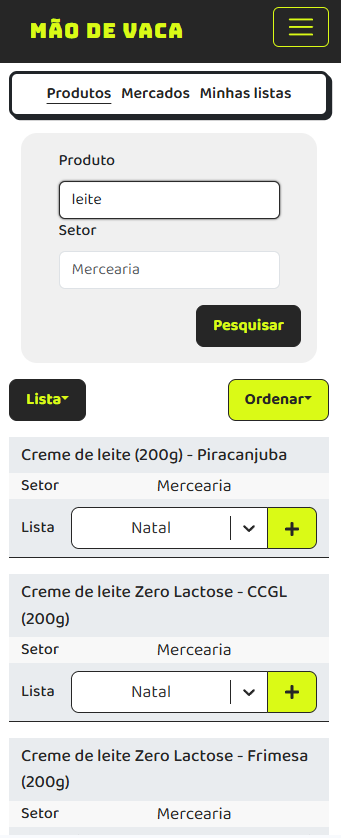 MÃO DE VACA
Produtos Mercados Minhas listas
Produto
leite
Setor
Mercearia
Pesquisar
Lista
Ordenar
Creme de leite (200g) - Piracanjuba
Setor Mercearia
Lista Natal +
Creme de leite Zero Lactose - CCGL
(200g)
Setor Mercearia
Lista Natal +
Creme de leite Zero Lactose - Frimesa
(200g)
Setor Mercearia